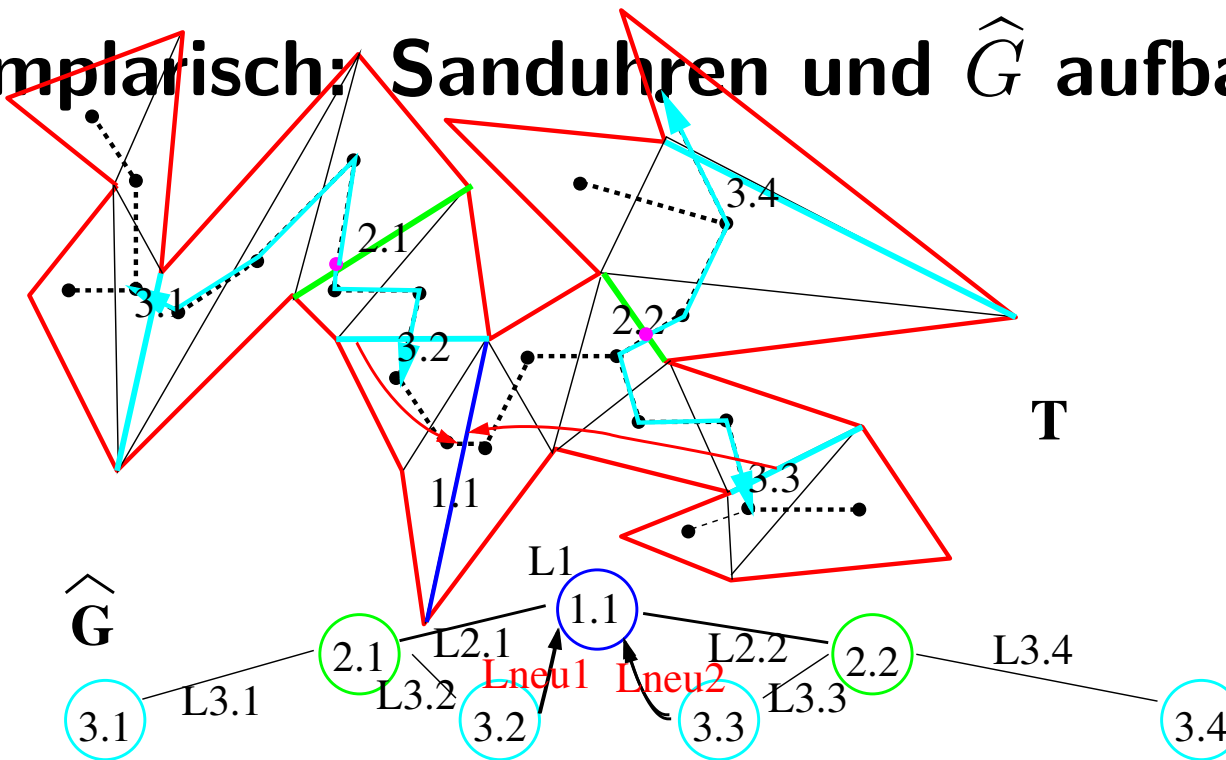 mplarisch: Sanduhren und Ĝ aufba
3.4
2.1
3.1
2.2
3.2
T
3.3
1.1
L1
Ĝ
1.1
L2.1
L2.2
L3.4
2.1
2.2
Lneu1
Lneu2
L3.1
L3.2
L3.3
3.1
3.2
3.3
3.4